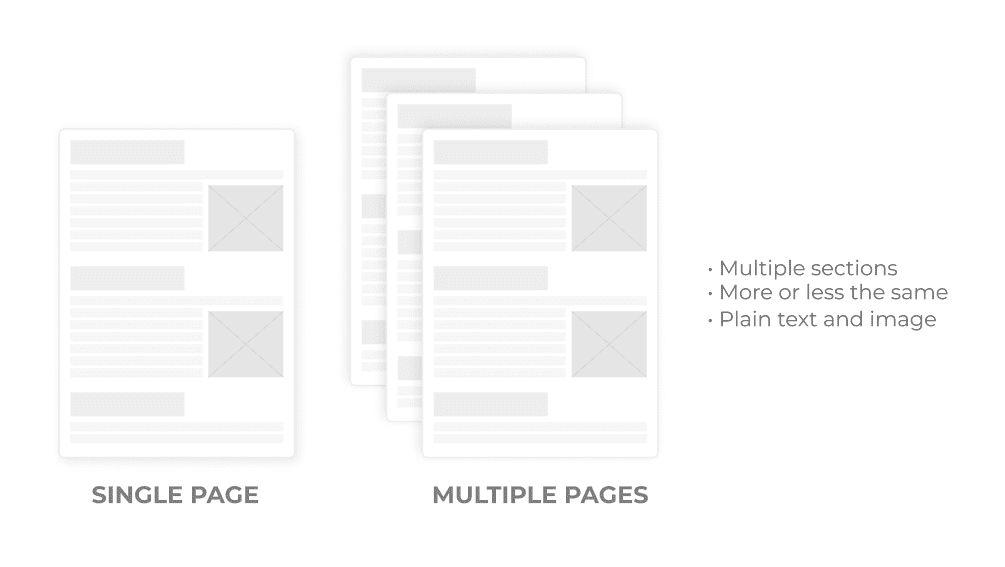 SINGLE PAGE
MULTIPLE PAGES
• Multiple sections
• More or less the same
• Plain text and image